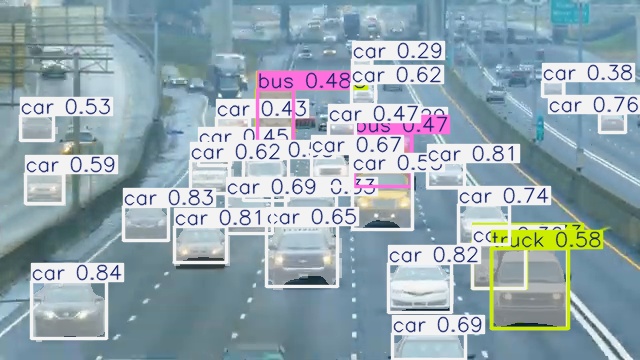 car 0.29
bus 0.48
car 0.62
car 0.38
car 0.53
car 0.43
car 0.47
car 0.76
bus 0.47
0.45
car 0.62
car 0.67
car 0.81
car 0.59
car 0.69
car 0.83
car 0.74
car 0.81
car 0.65
truck 0.58
car 0.82
car 0.84
car 0.69